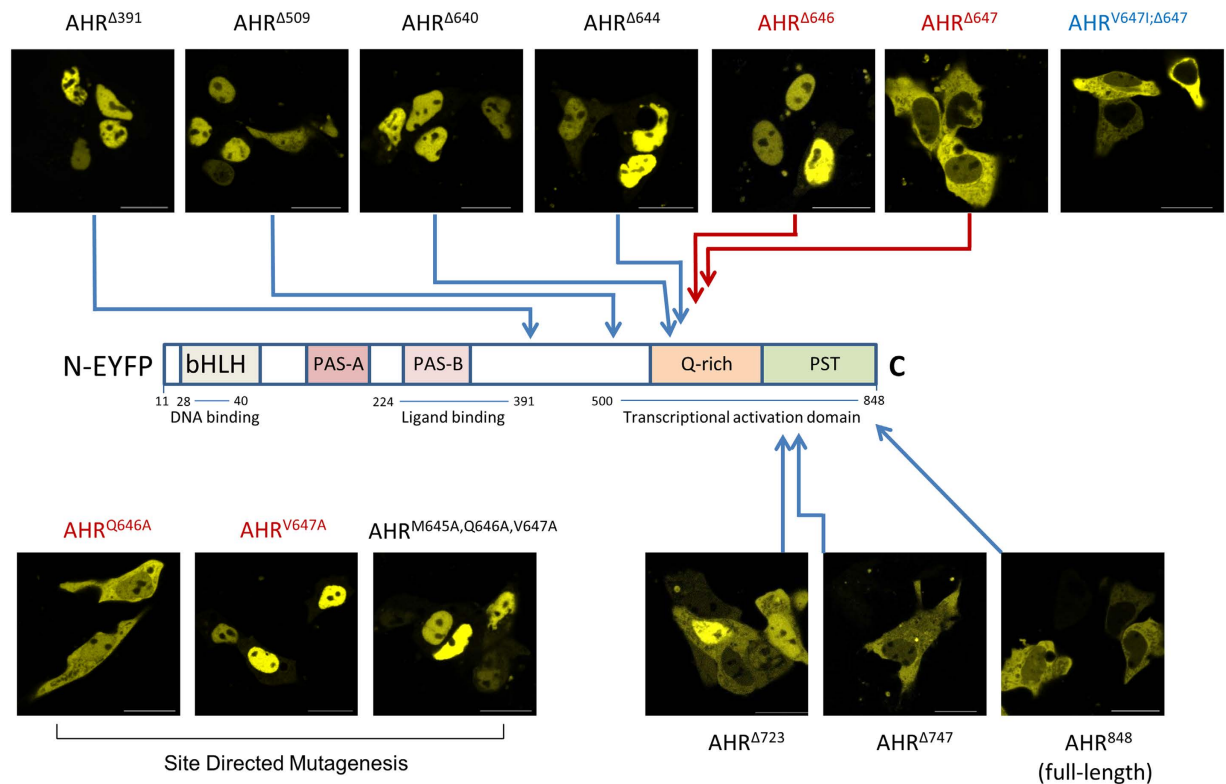 AHRΔ391 AHRΔ509 AHRΔ640 AHRΔ644 AHRΔ646 AHRΔ647 AHRV647I;Δ647
N-EYFP bHLH PAS-A PAS-B Q-rich PST C
11 28 40 224 391 500 848
DNA binding Ligand binding Transcriptional activation domain
AHRQ646A AHRV647A AHRM645A,Q646A,V647A
Site Directed Mutagenesis
AHRΔ723 AHRΔ747 AHR848
(full-length)